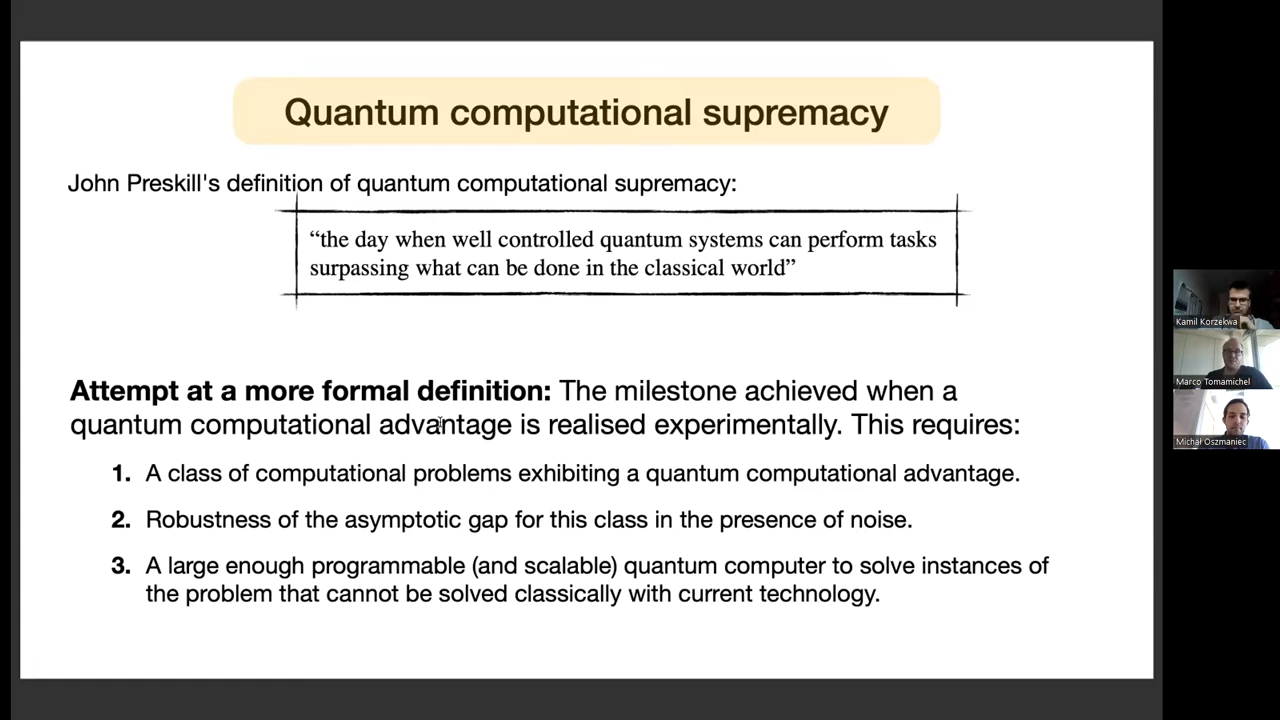 Quantum computational supremacy
John Preskill's definition of quantum computational supremacy:
“the day when well controlled quantum systems can perform tasks
surpassing what can be done in the classical world”
Attempt at a more formal definition: The milestone achieved when a
quantum computational advantage is realised experimentally. This requires:
1. A class of computational problems exhibiting a quantum computational advantage.
2. Robustness of the asymptotic gap for this class in the presence of noise.
3. A large enough programmable (and scalable) quantum computer to solve instances of
the problem that cannot be solved classically with current technology.
Kamil Korzekwa
Marco Tomamichel
Michał Oszmaniec